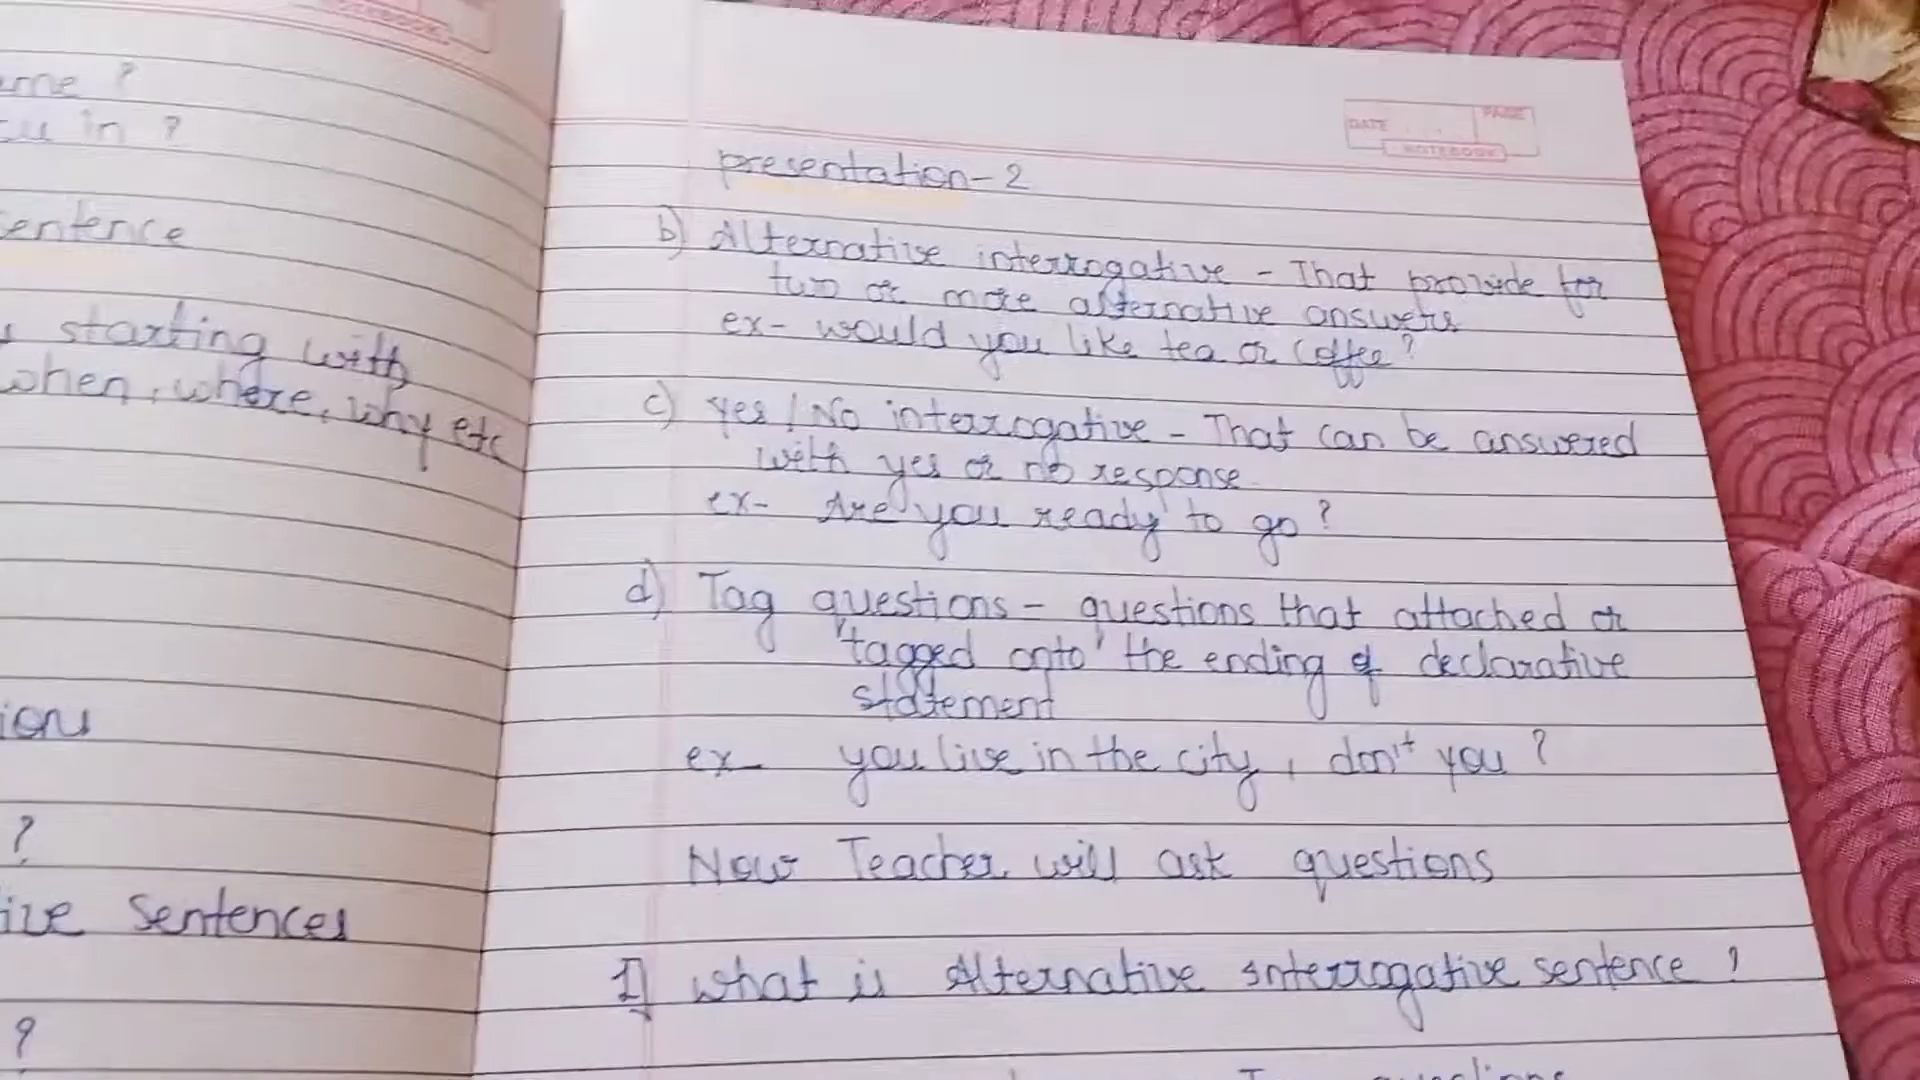 ame ?
in ?
sentence
starting with
when, where, why etc
ions
?
ive sentences
?
DATE
PAGE
NOTEBOOK
presentation-2
b) Alternative interrogative - That provide for
two or more alternative answers
ex- would you like tea or coffee?
c) Yes / No interrogative - That can be answered
with yes or no response
ex- Are you ready to go?
d) Tag questions - questions that attached or
'tagged onto' the ending of declarative
statement
ex- you live in the city, don't you?
Now Teacher will ask questions
1) what is Alternative interrogative sentence?